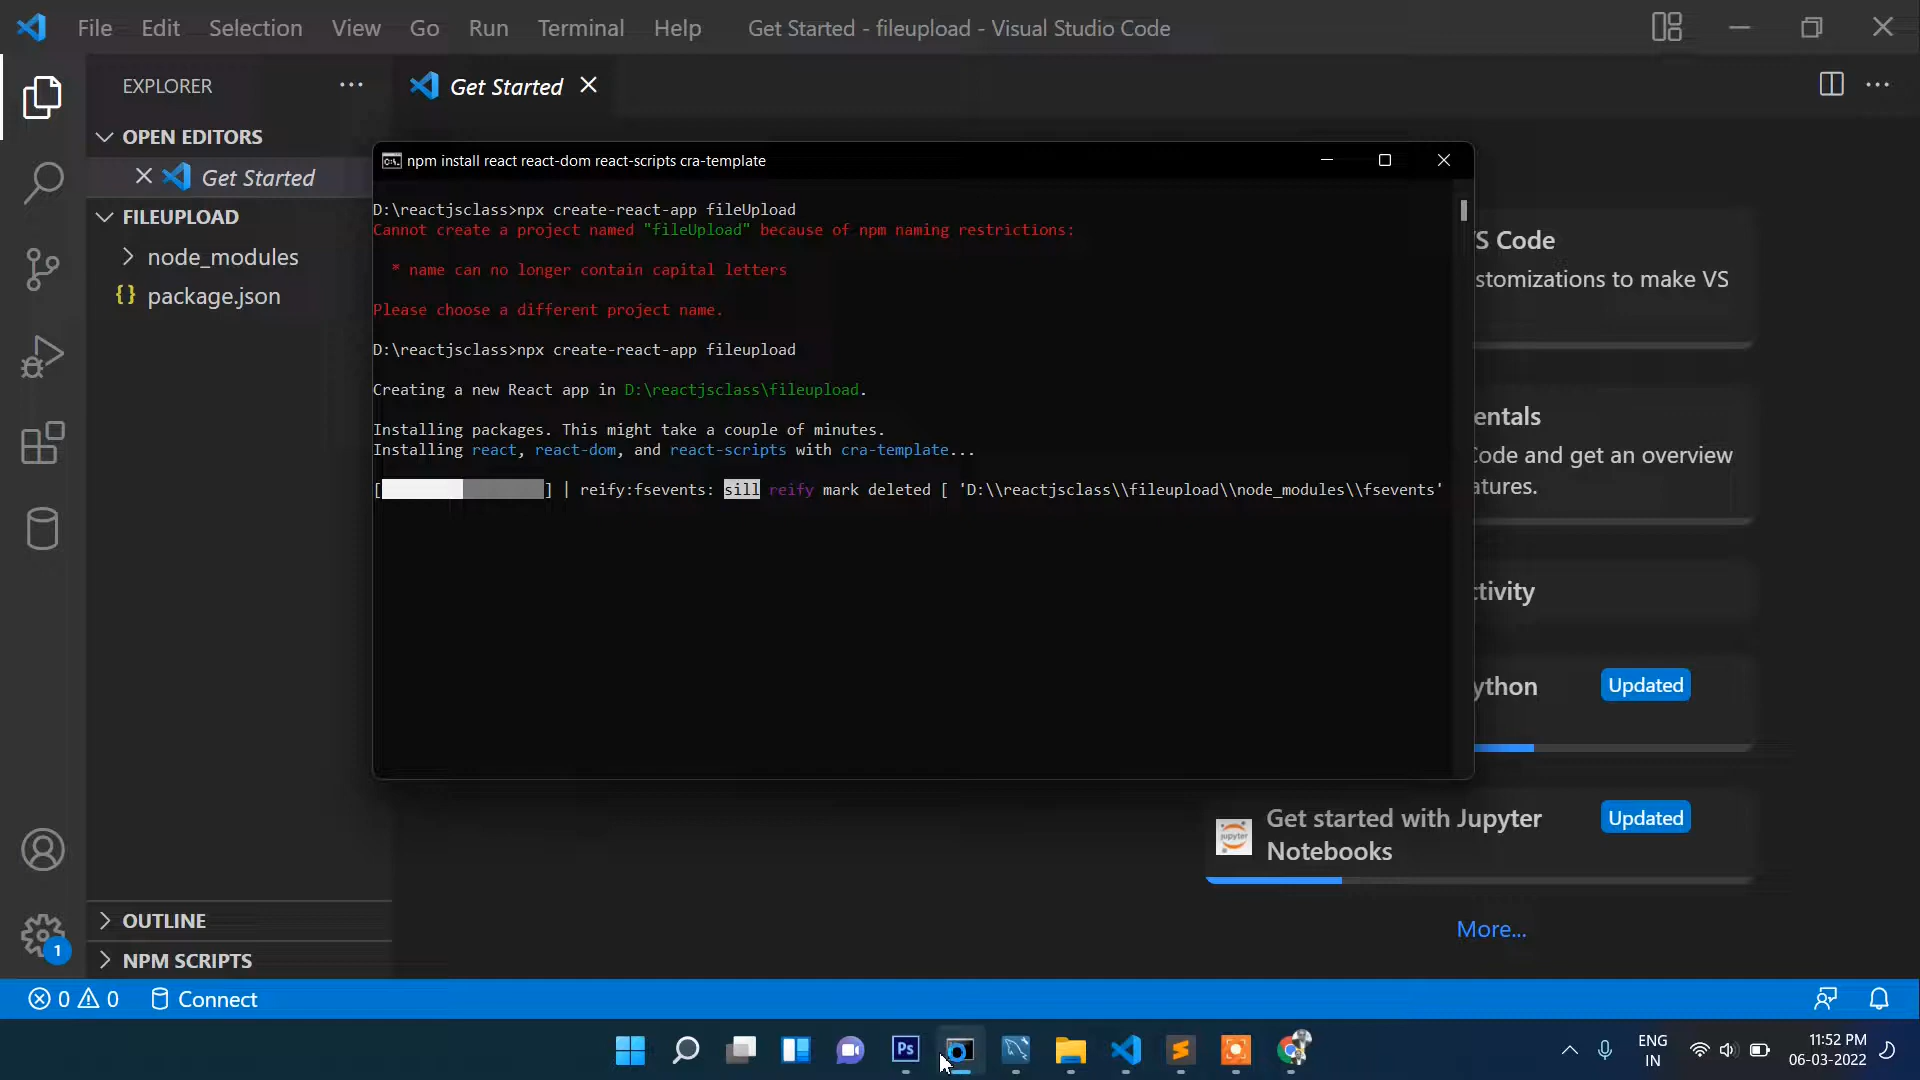 File Edit Selection View Go Run Terminal Help
Get Started - fileupload - Visual Studio Code
EXPLORER
Get Started
OPEN EDITORS
Get Started
FILEUPLOAD
node_modules
package.json
npm install react react-dom react-scripts cra-template
D:\reactjsclass>npx create-react-app fileUpload
Cannot create a project named "fileUpload" because of npm naming restrictions:
* name can no longer contain capital letters
Please choose a different project name.
D:\reactjsclass>npx create-react-app fileupload
Creating a new React app in D:\reactjsclass\fileupload.
Installing packages. This might take a couple of minutes.
Installing react, react-dom, and react-scripts with cra-template...
[ ] | reify:fsevents: sill reify mark deleted [ 'D:\\reactjsclass\\fileupload\\node_modules\\fsevents'
S Code
stomizations to make VS
entals
Code and get an overview
atures.
tivity
ython
Updated
Get started with Jupyter
Notebooks
Updated
More...
OUTLINE
NPM SCRIPTS
1
0 0 Connect
Ps
ENG
IN
11:52 PM
06-03-2022